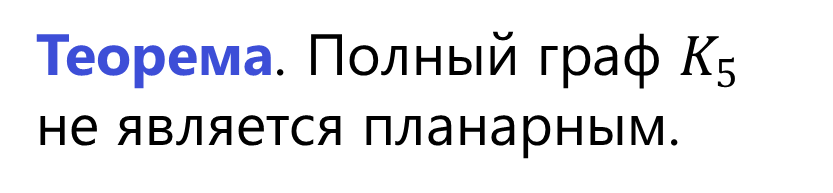 Теорема. Полный граф K₅
не является планарным.